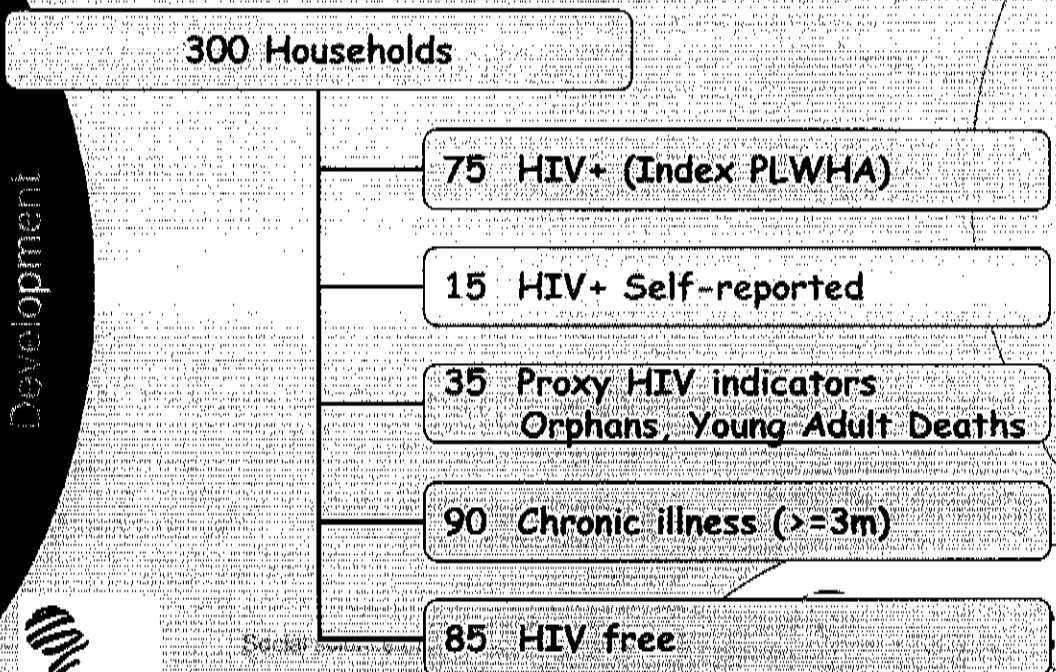 300 Households
75 HIV+ (Index PLWHA)
15 HIV+ Self-reported
35 Proxy HIV indicators
Orphans, Young Adult Deaths
90 Chronic illness (>=3m)
85 HIV free
Development
Social